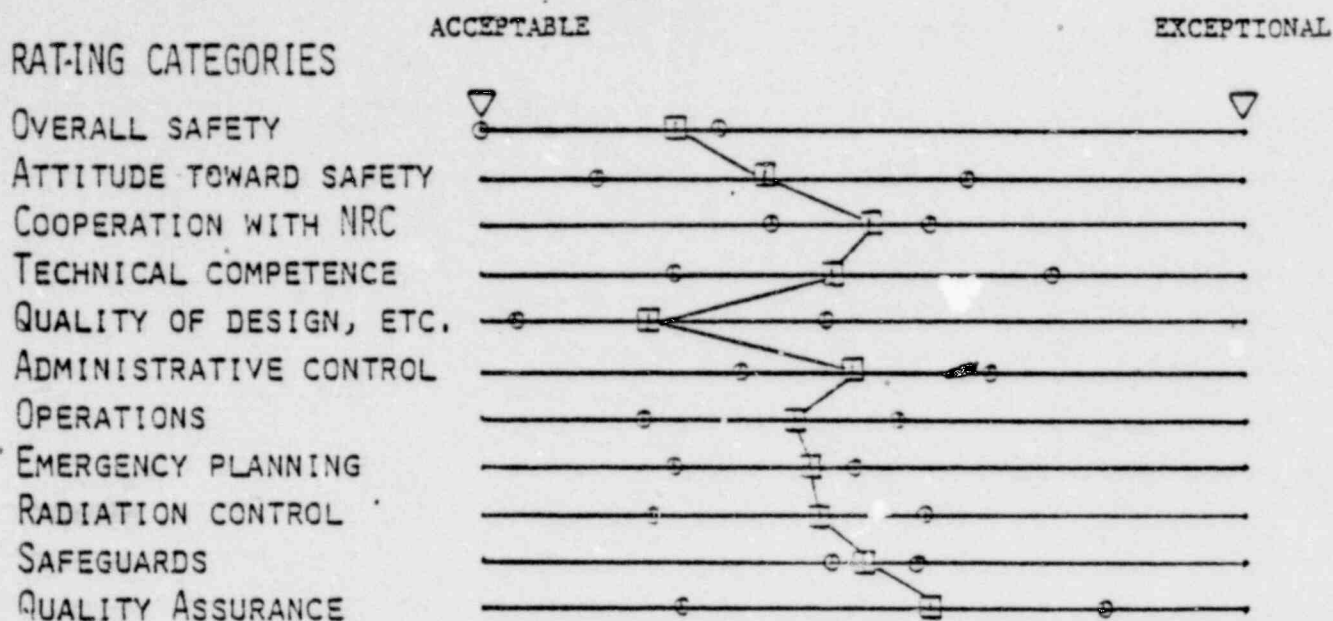 ACCEPTABLE EXCEPTIONAL
RATING CATEGORIES
OVERALL SAFETY
ATTITUDE TOWARD SAFETY
COOPERATION WITH NRC
TECHNICAL COMPETENCE
QUALITY OF DESIGN, ETC.
ADMINISTRATIVE CONTROL
OPERATIONS
EMERGENCY PLANNING
RADIATION CONTROL
SAFEGUARDS
QUALITY ASSURANCE